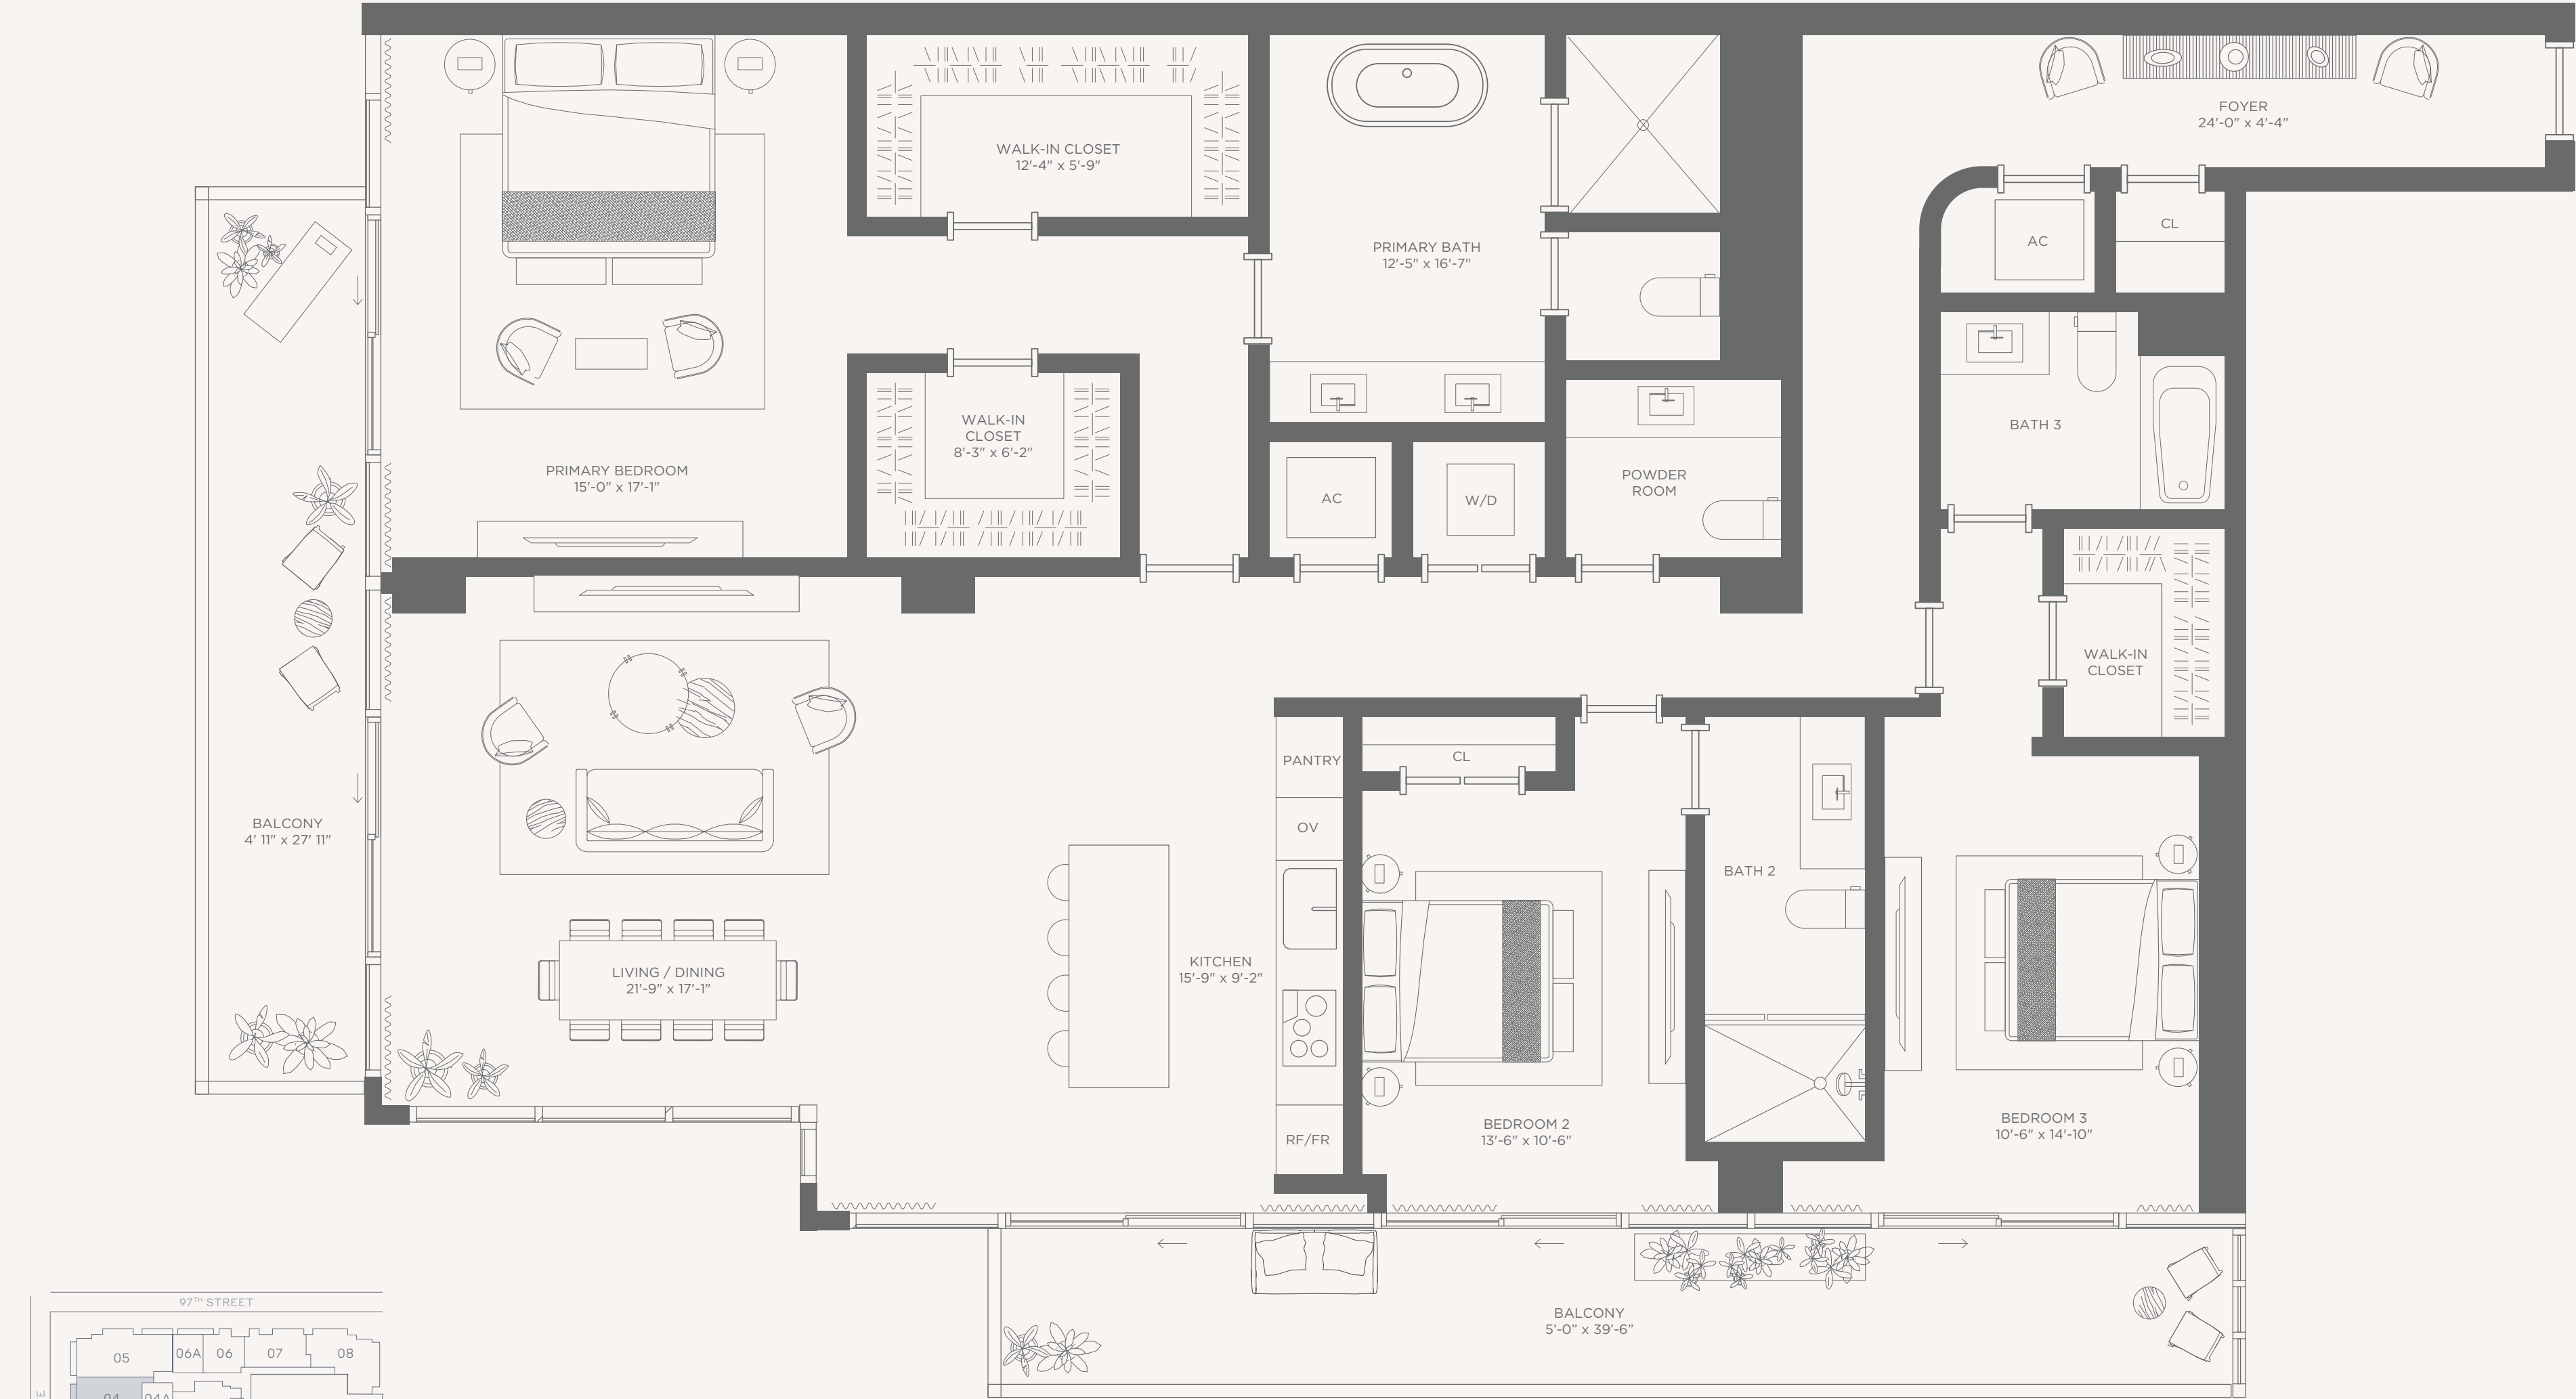 FOYER
24'-0" x 4'-4"
WALK-IN CLOSET
12'-4" x 5'-9"
CL
AC
PRIMARY BATH
12'-5" x 16'-7"
WALK-IN
CLOSET
8'-3" x 6'-2"
BATH 3
PRIMARY BEDROOM
15'-0" x 17'-1"
AC
W/D
POWDER
ROOM
WALK-IN
CLOSET
PANTRY
CL
BALCONY
4' 11" x 27' 11"
OV
BATH 2
LIVING / DINING
21'-9" x 17'-1"
KITCHEN
15'-9" x 9'-2"
BEDROOM 2
13'-6" x 10'-6"
BEDROOM 3
10'-6" x 14'-10"
RF/FR
BALCONY
5'-0" x 39'-6"
97TH STREET
05
06A
06
07
08
04
04A